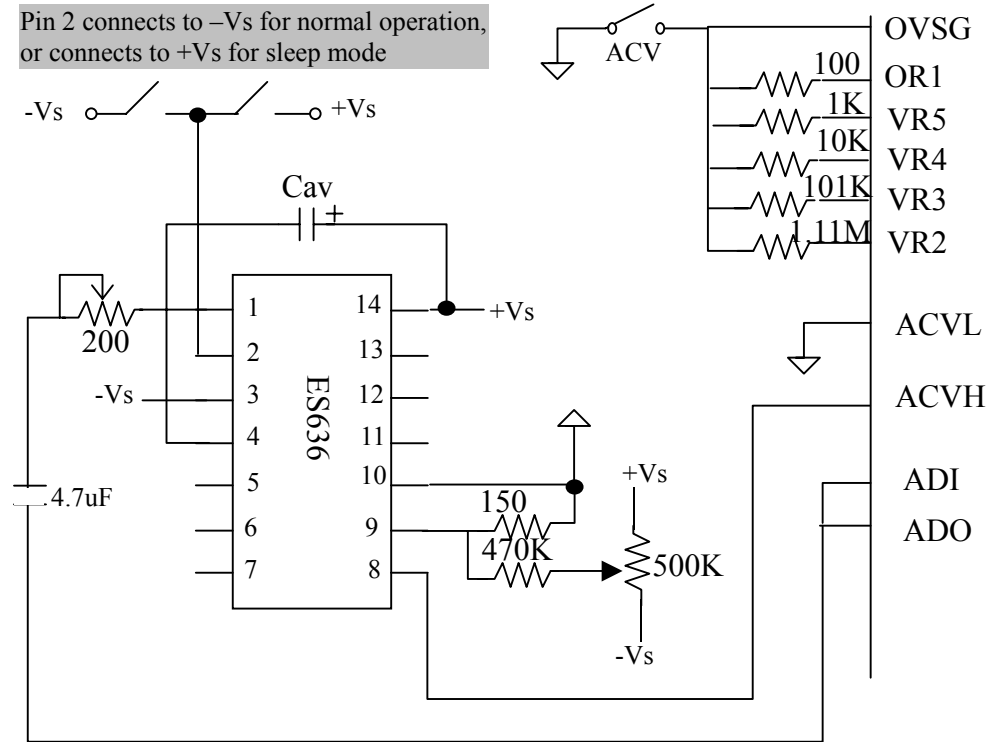 Pin 2 connects to –Vs for normal operation,
or connects to +Vs for sleep mode
-Vs
+Vs
ACV
OVSG
100
OR1
1K
VR5
10K
VR4
101K
VR3
1.11M
VR2
Cav
+
200
1
2
3
4
5
6
7
ES636
14
13
12
11
10
9
8
+Vs
-Vs
4.7uF
150
470K
+Vs
500K
-Vs
ACVL
ACVH
ADI
ADO